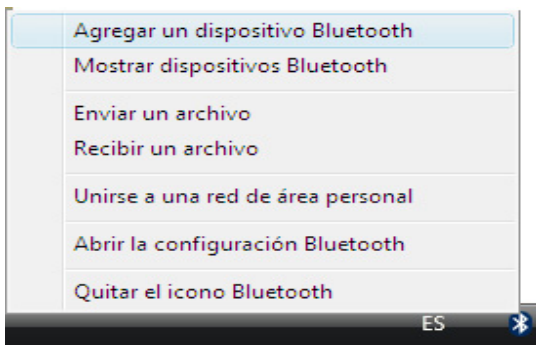 Agregar un dispositivo Bluetooth
Mostrar dispositivos Bluetooth
Enviar un archivo
Recibir un archivo
Unirse a una red de área personal
Abrir la configuración Bluetooth
Quitar el icono Bluetooth
ES